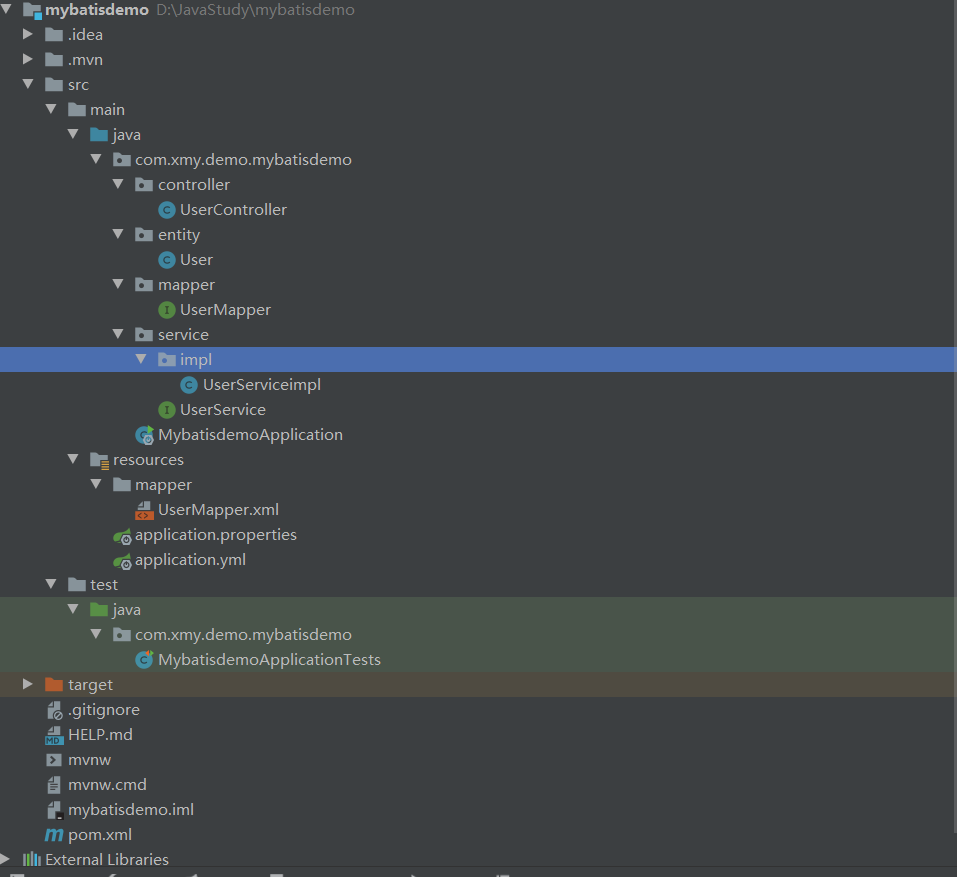 mybatisdemo D:\JavaStudy\mybatisdemo
.idea
.mvn
src
main
java
com.xmy.demo.mybatisdemo
controller
UserController
entity
User
mapper
UserMapper
service
impl
UserServiceimpl
UserService
MybatisdemoApplication
resources
mapper
UserMapper.xml
application.properties
application.yml
test
java
com.xmy.demo.mybatisdemo
MybatisdemoApplicationTests
target
.gitignore
HELP.md
mvnw
mvnw.cmd
mybatisdemo.iml
pom.xml
External Libraries